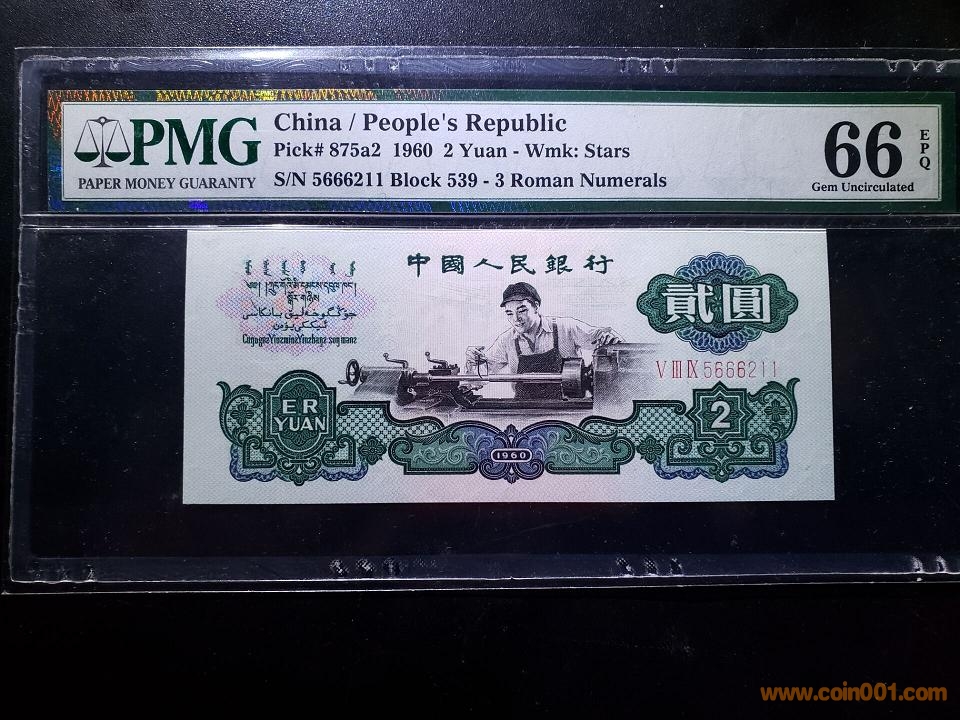 PMG
PAPER MONEY GUARANTY
China / People's Republic
Pick# 875a2 1960 2 Yuan - Wmk: Stars
S/N 5666211 Block 539 - 3 Roman Numerals
66
EPQ
Gem Uncirculated
中國人民銀行
貳圓
V III IX 5666211
ER
YUAN
1960
2
www.coin001.com